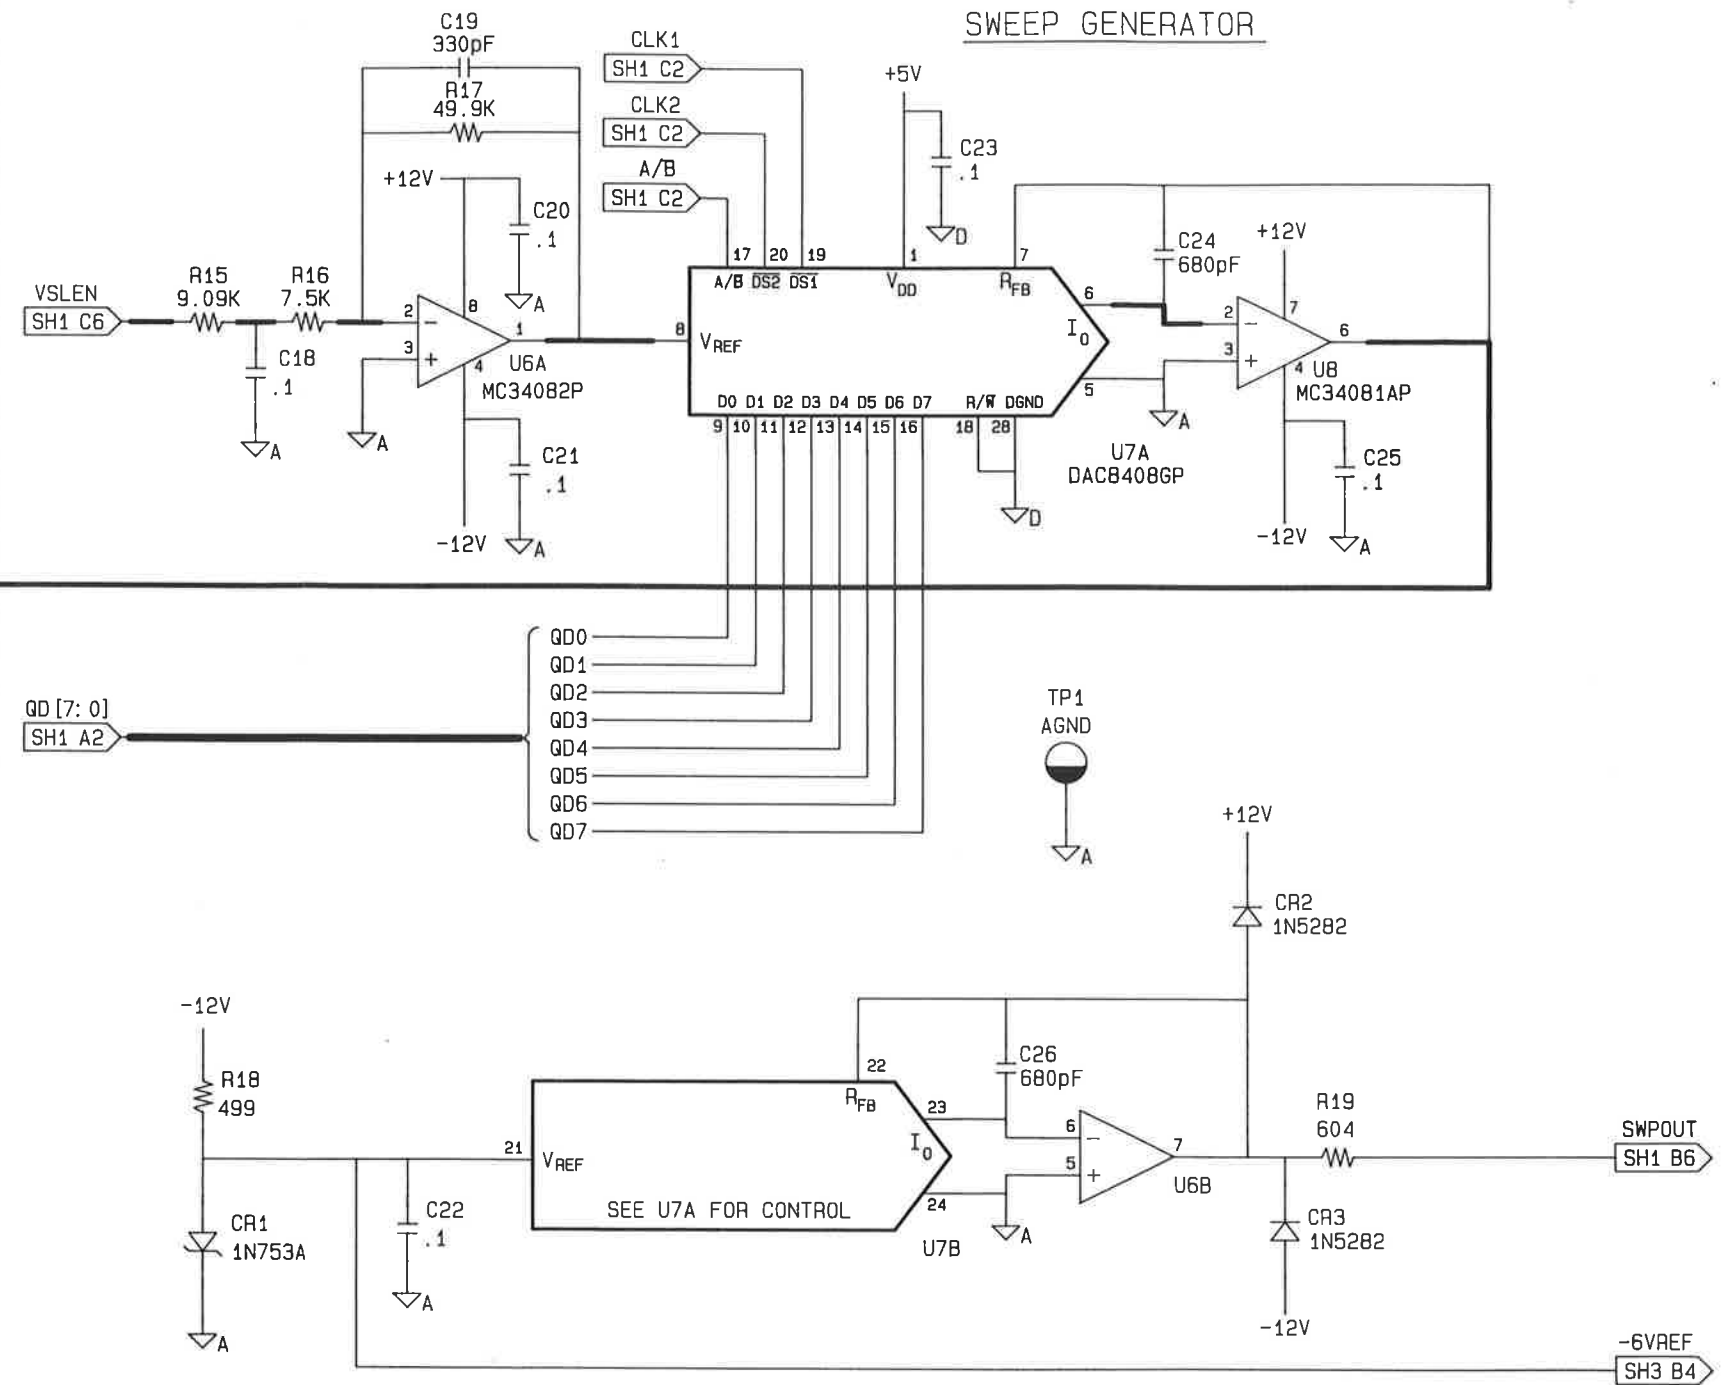 SWEEP GENERATOR
C19
330pF
R17
49.9K
CLK1
SH1 C2
CLK2
SH1 C2
A/B̅
SH1 C2
+5V
C23
.1
D
+12V
C20
.1
A
17 20 19 1 7
A/B̅ D̅S̅2̅ D̅S̅1̅ VDD RFB
C24
680pF
+12V
VSLEN
SH1 C6
R15
9.09K
R16
7.5K
C18
.1
A
2
3
8
1
4
A
U6A
MC34082P
8
VREF
6
IO
5
2
3
7
6
4
U8
MC34081AP
A
D0 D1 D2 D3 D4 D5 D6 D7 R/W̅ DGND
9 10 11 12 13 14 15 16 18 28
U7A
DAC8408GP
C21
.1
-12V
A
D
C25
.1
-12V
A
QD0
QD1
QD2
QD3
QD4
QD5
QD6
QD7
QD[7:0]
SH1 A2
TP1
AGND
A
+12V
CR2
1N5282
-12V
R18
499
22
RFB
C26
680pF
23
IO
24
21
VREF
SEE U7A FOR CONTROL
U7B
6
5
7
U6B
A
R19
604
SWPOUT
SH1 B6
CR1
1N753A
A
C22
.1
A
CR3
1N5282
-12V
-6VREF
SH3 B4